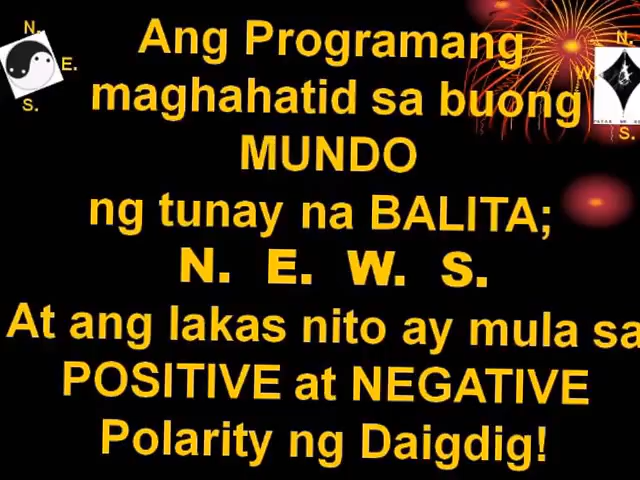 Ang Programang
maghahatid sa buong
MUNDO
ng tunay na BALITA;
N. E. W. S.
At ang lakas nito ay mula sa
POSITIVE at NEGATIVE
Polarity ng Daigdig!
N.
E.
S.
N.
W
S.